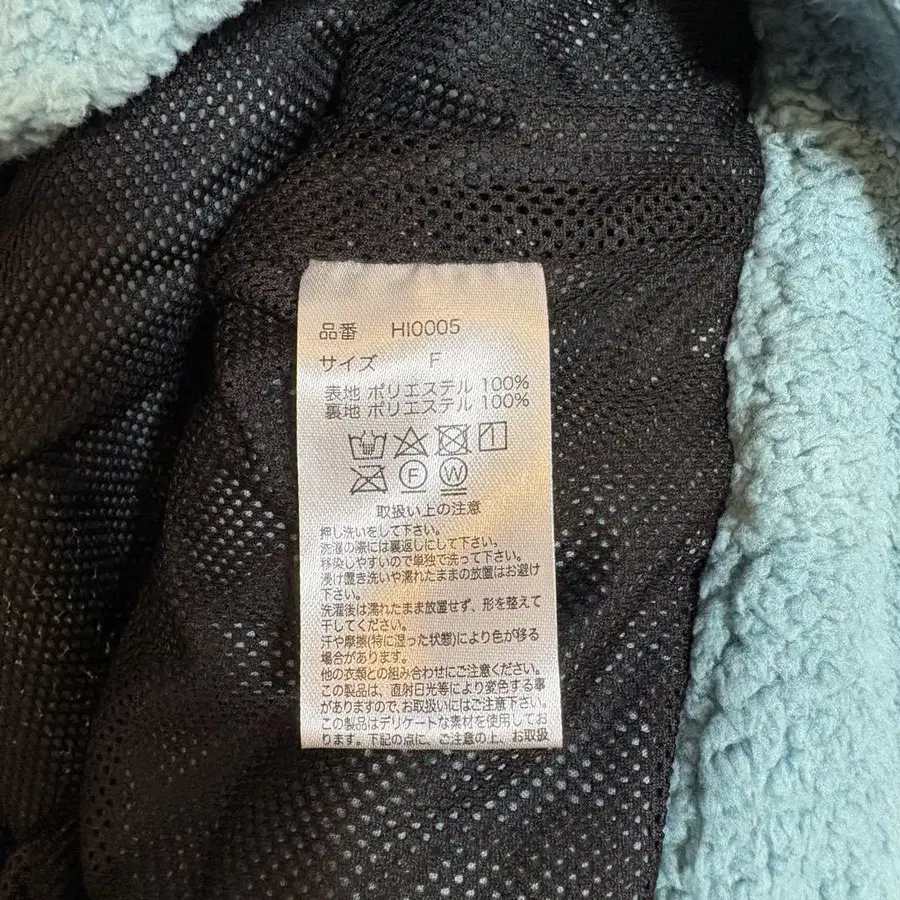 品番 HI0005
サイズ F
表地 ポリエステル 100%
裏地 ポリエステル 100%
F W
取扱い上の注意
押し洗いをして下さい。
洗濯の際には裏返しにして下さい。
移染しやすいので単独で洗って下さい。
浸け置き洗いや濡れたままの放置はお避け
下さい。
洗濯後は濡れたまま放置せず、形を整えて
干してください。
汗や摩擦(特に湿った状態)により色が移る
場合があります。
他の衣類との組み合わせにご注意ください。
この製品は、直射日光等により変色する事
がありますので、お取扱いにはご注意下さい。
この製品はデリケートな素材を使用してお
ります。下記の点に、ご注意の上、お取扱